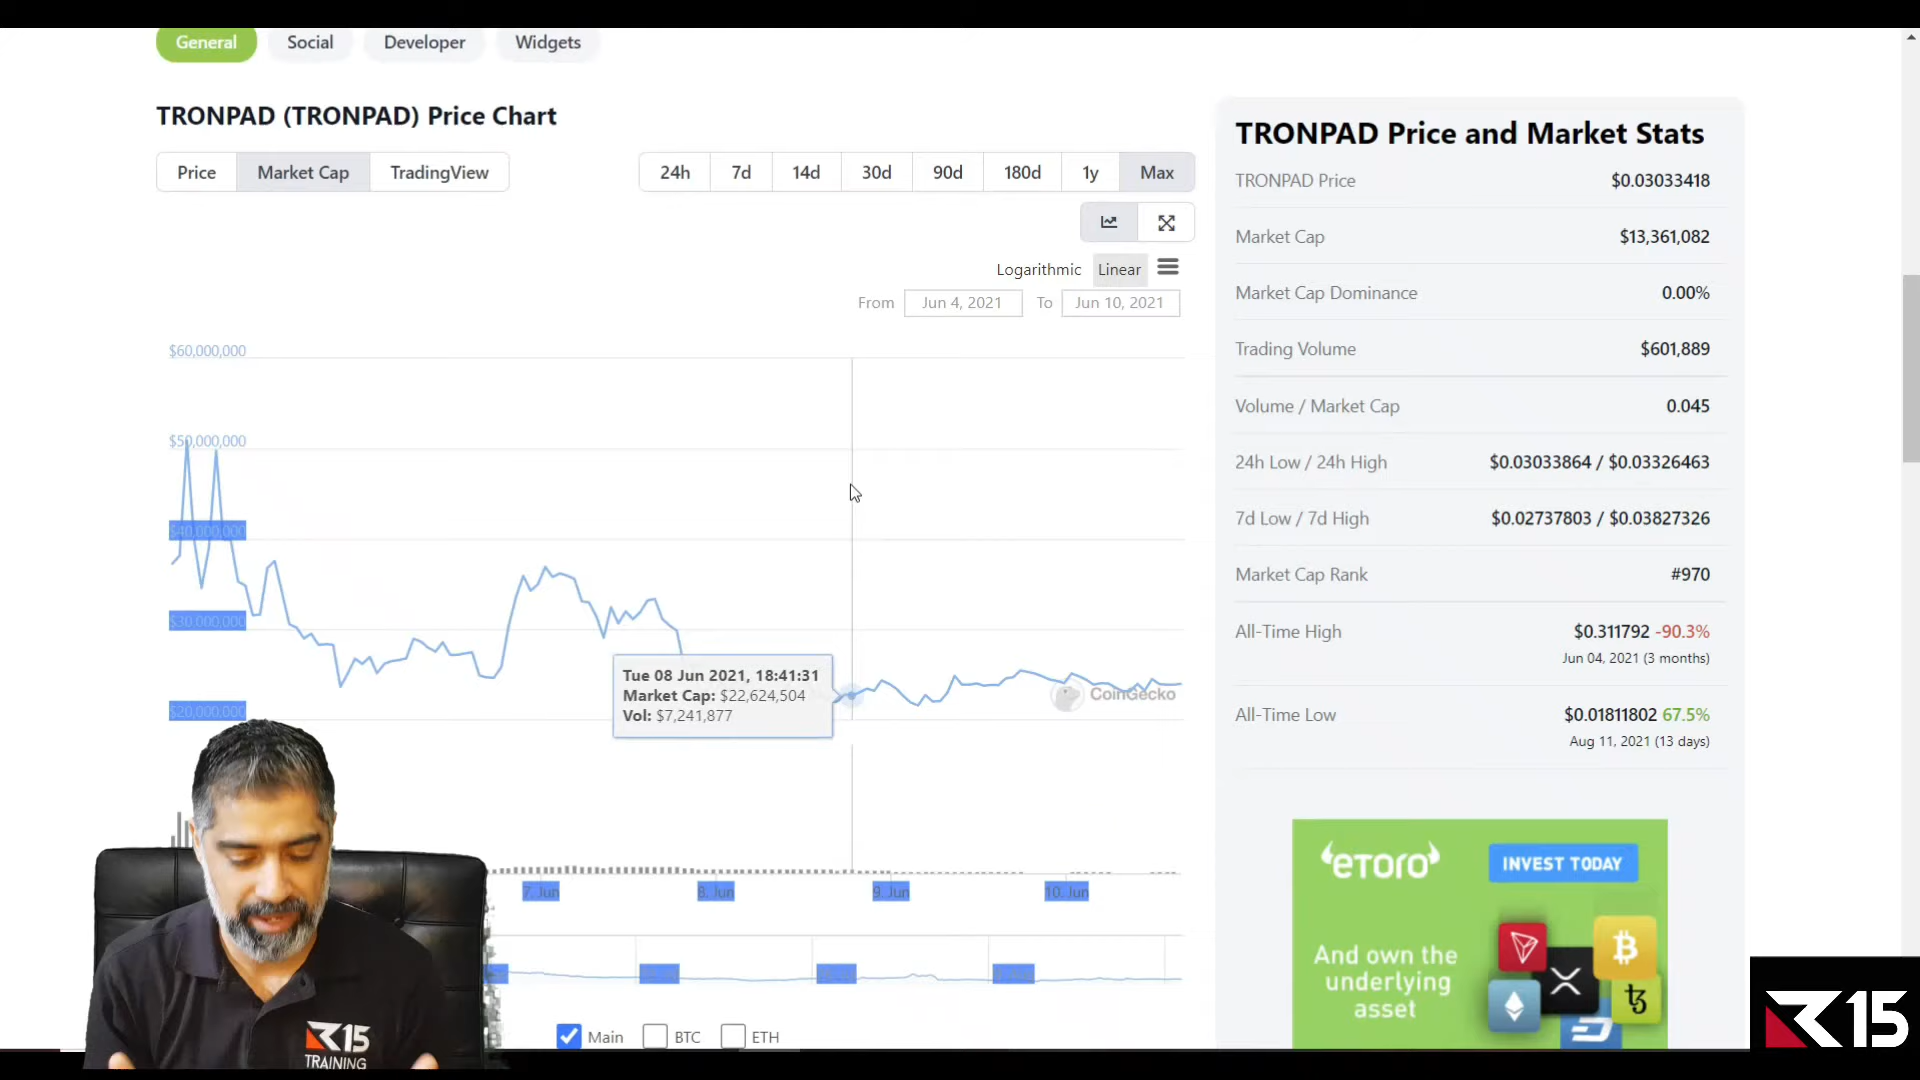 General Social Developer Widgets
TRONPAD (TRONPAD) Price Chart
Price Market Cap TradingView
24h 7d 14d 30d 90d 180d 1y Max
Logarithmic Linear
From Jun 4, 2021 To Jun 10, 2021
$60,000,000
$50,000,000
$40,000,000
$30,000,000
$20,000,000
Tue 08 Jun 2021, 18:41:31
Market Cap: $22,624,504
Vol: $7,241,877
CoinGecko
7. Jun 8. Jun 9. Jun 10. Jun
Main BTC ETH
TRONPAD Price and Market Stats
TRONPAD Price $0.03033418
Market Cap $13,361,082
Market Cap Dominance 0.00%
Trading Volume $601,889
Volume / Market Cap 0.045
24h Low / 24h High $0.03033864 / $0.03326463
7d Low / 7d High $0.02737803 / $0.03827326
Market Cap Rank #970
All-Time High $0.311792 -90.3%
Jun 04, 2021 (3 months)
All-Time Low $0.01811802 67.5%
Aug 11, 2021 (13 days)
eToro INVEST TODAY
And own the
underlying
asset
R15
TRAINING
R15